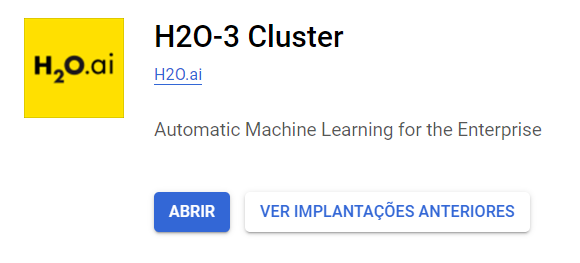 H2O.ai
H2O-3 Cluster
H2O.ai
Automatic Machine Learning for the Enterprise
ABRIR
VER IMPLANTAÇÕES ANTERIORES